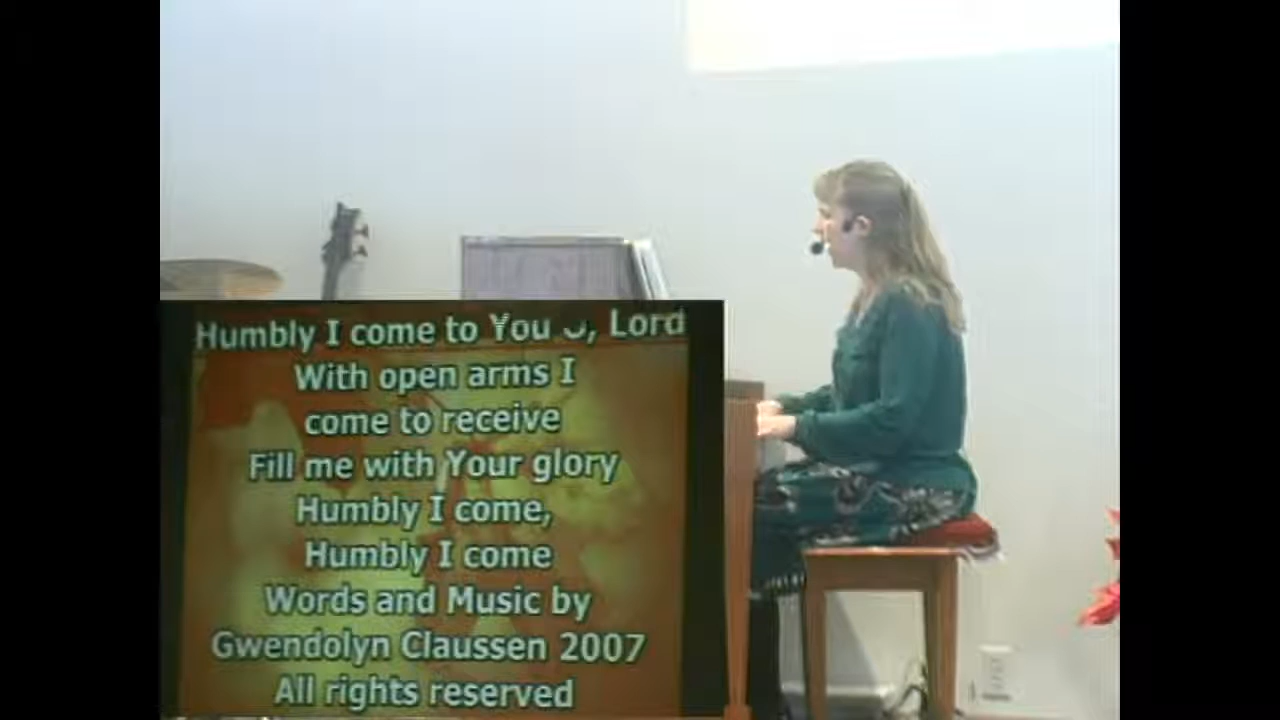 Humbly I come to You O, Lord
With open arms I
come to receive
Fill me with Your glory
Humbly I come,
Humbly I come
Words and Music by
Gwendolyn Claussen 2007
All rights reserved